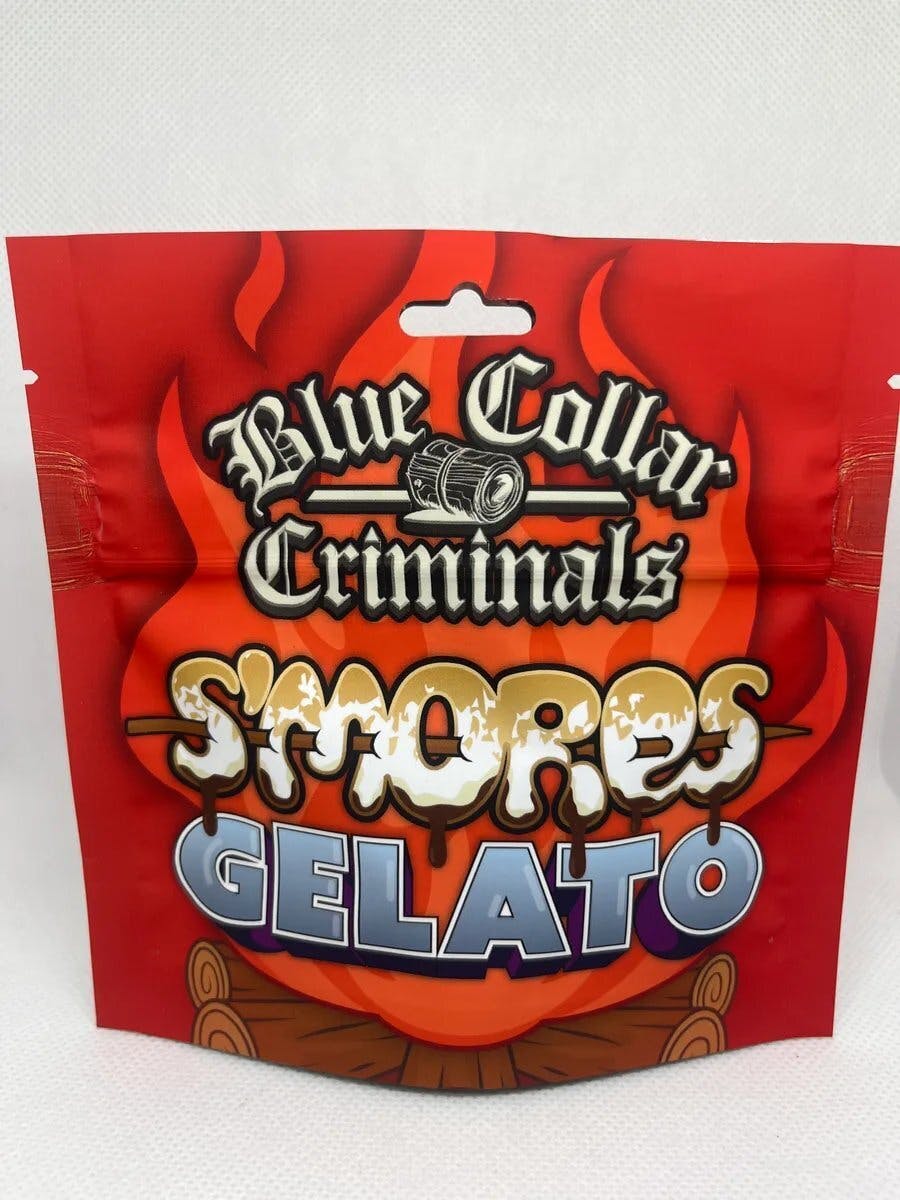 Blue Collar
Criminals
S'mores
GELATO